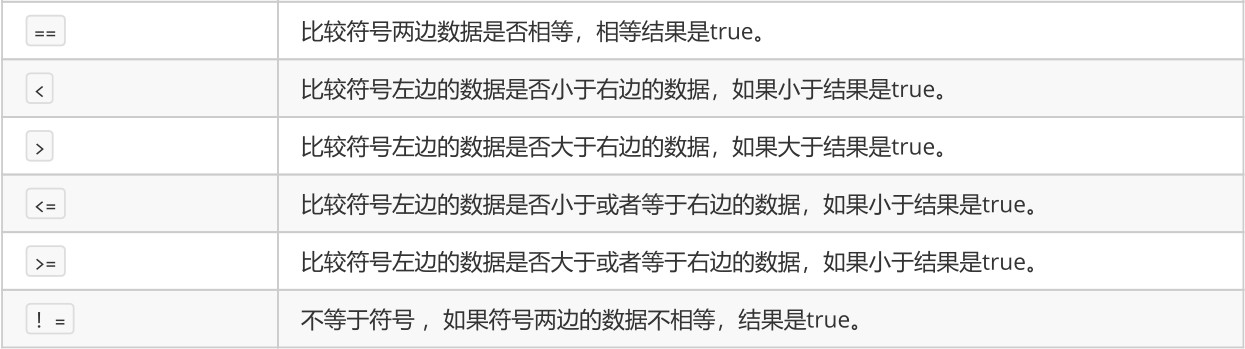 == 比较符号两边数据是否相等，相等结果是true。
< 比较符号左边的数据是否小于右边的数据，如果小于结果是true。
> 比较符号左边的数据是否大于右边的数据，如果大于结果是true。
<= 比较符号左边的数据是否小于或者等于右边的数据，如果小于结果是true。
>= 比较符号左边的数据是否大于或者等于右边的数据，如果小于结果是true。
! = 不等于符号 ，如果符号两边的数据不相等，结果是true。